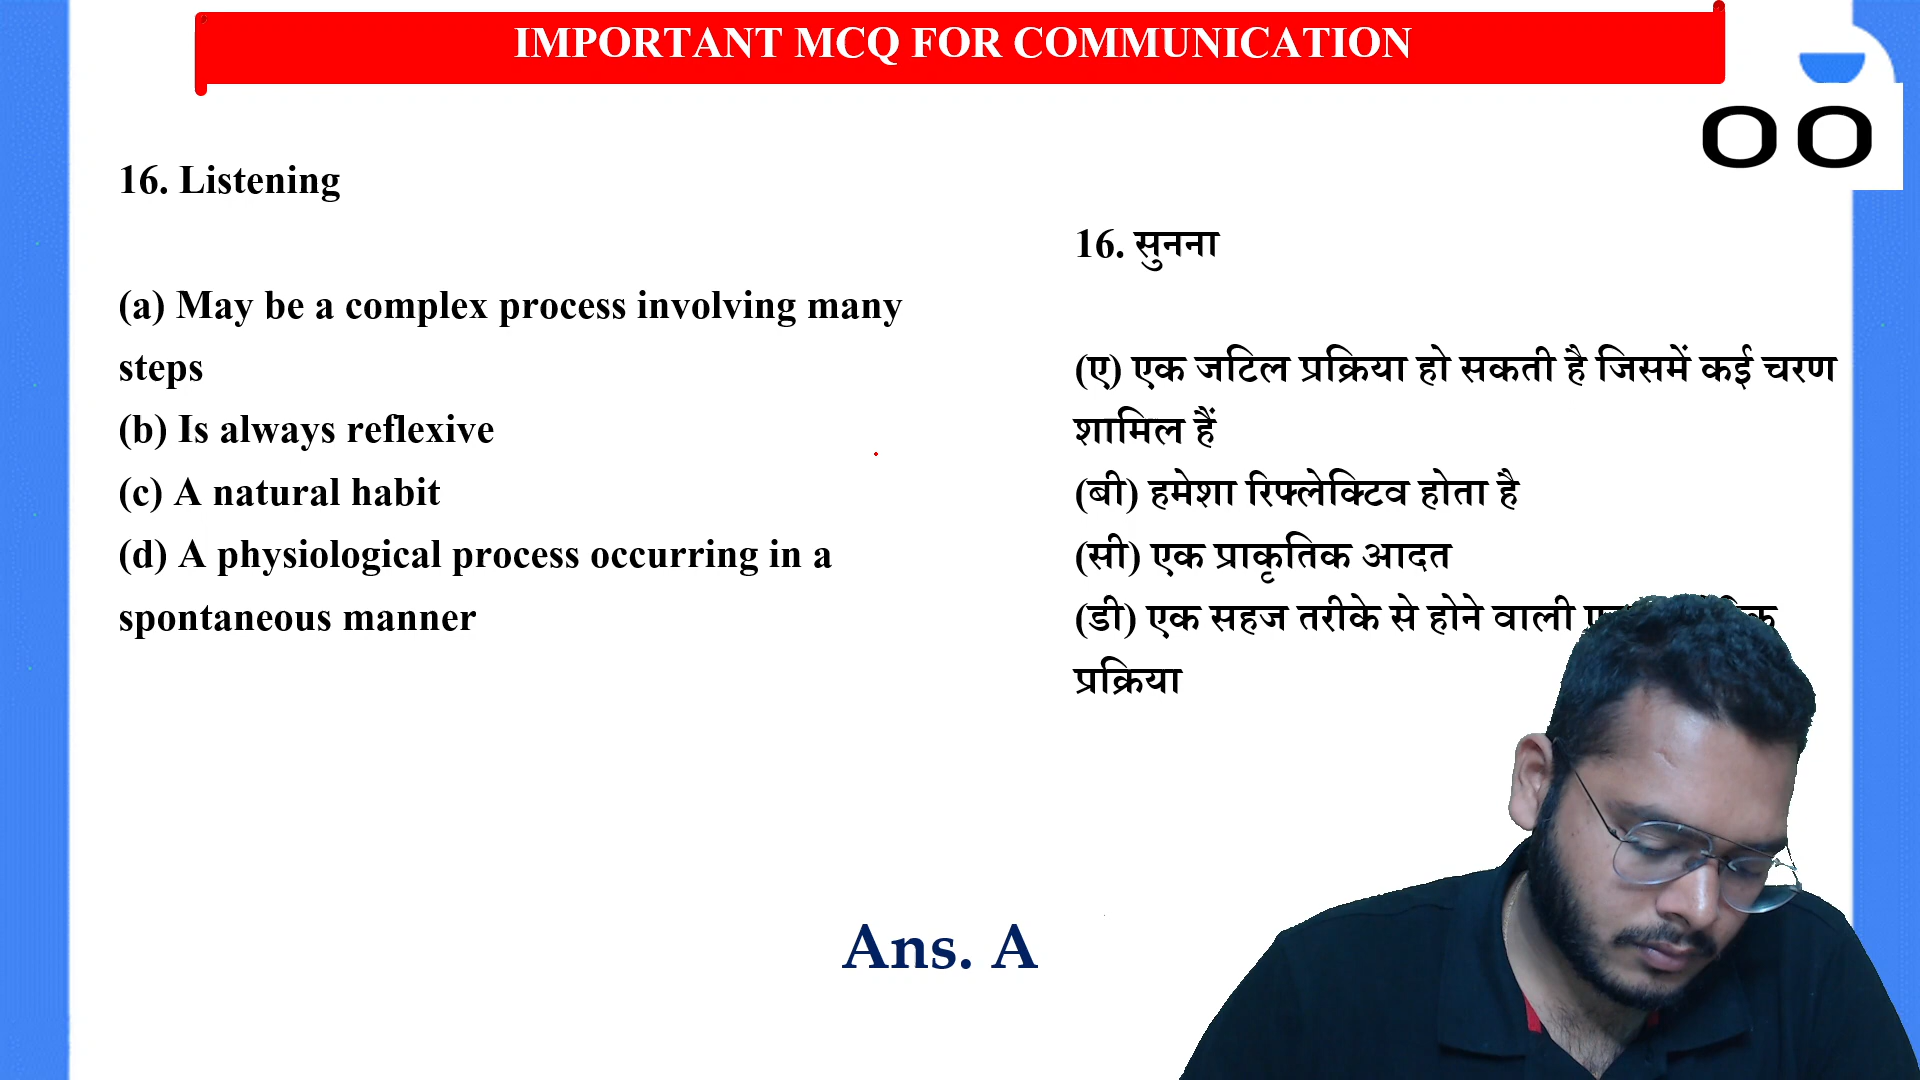 IMPORTANT MCQ FOR COMMUNICATION
16. Listening
(a) May be a complex process involving many
steps
(b) Is always reflexive
(c) A natural habit
(d) A physiological process occurring in a
spontaneous manner
16. सुनना
(ए) एक जटिल प्रक्रिया हो सकती है जिसमें कई चरण
शामिल हैं
(बी) हमेशा रिफ्लेक्टिव होता है
(सी) एक प्राकृतिक आदत
(डी) एक सहज तरीके से होने वाली
प्रक्रिया
Ans. A